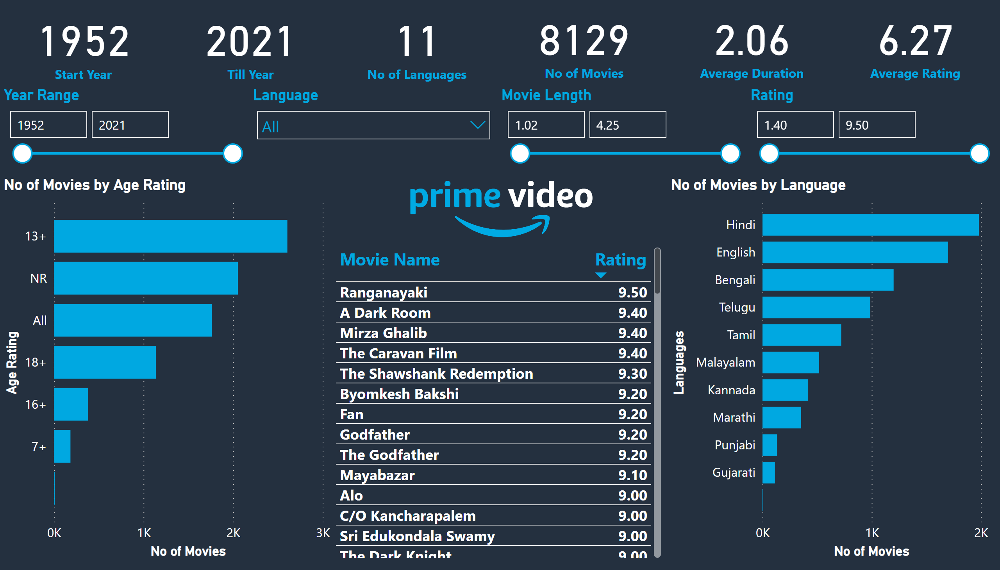 1952
Start Year
2021
Till Year
11
No of Languages
8129
No of Movies
2.06
Average Duration
6.27
Average Rating
Year Range
1952 2021
Language
All
Movie Length
1.02 4.25
Rating
1.40 9.50
No of Movies by Age Rating
Age Rating
13+
NR
All
18+
16+
7+
0K 1K 2K 3K
No of Movies
prime video
Movie Name Rating
Ranganayaki 9.50
A Dark Room 9.40
Mirza Ghalib 9.40
The Caravan Film 9.40
The Shawshank Redemption 9.30
Byomkesh Bakshi 9.20
Fan 9.20
Godfather 9.20
The Godfather 9.20
Mayabazar 9.10
Alo 9.00
C/O Kancharapalem 9.00
Sri Edukondala Swamy 9.00
The Dark Knight 9.00
No of Movies by Language
Languages
Hindi
English
Bengali
Telugu
Tamil
Malayalam
Kannada
Marathi
Punjabi
Gujarati
0K 1K 2K
No of Movies